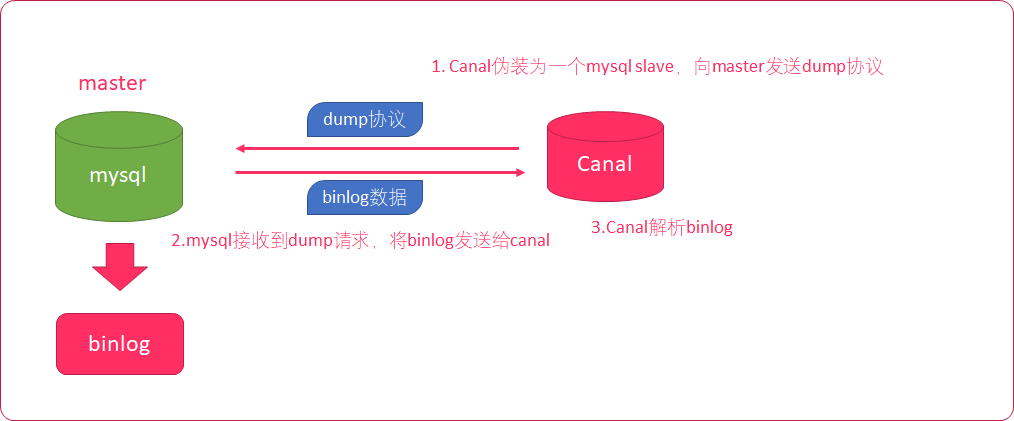 1. Canal伪装为一个mysql slave，向master发送dump协议
master
dump协议
mysql
Canal
binlog数据
2.mysql接收到dump请求，将binlog发送给canal
3.Canal解析binlog
binlog